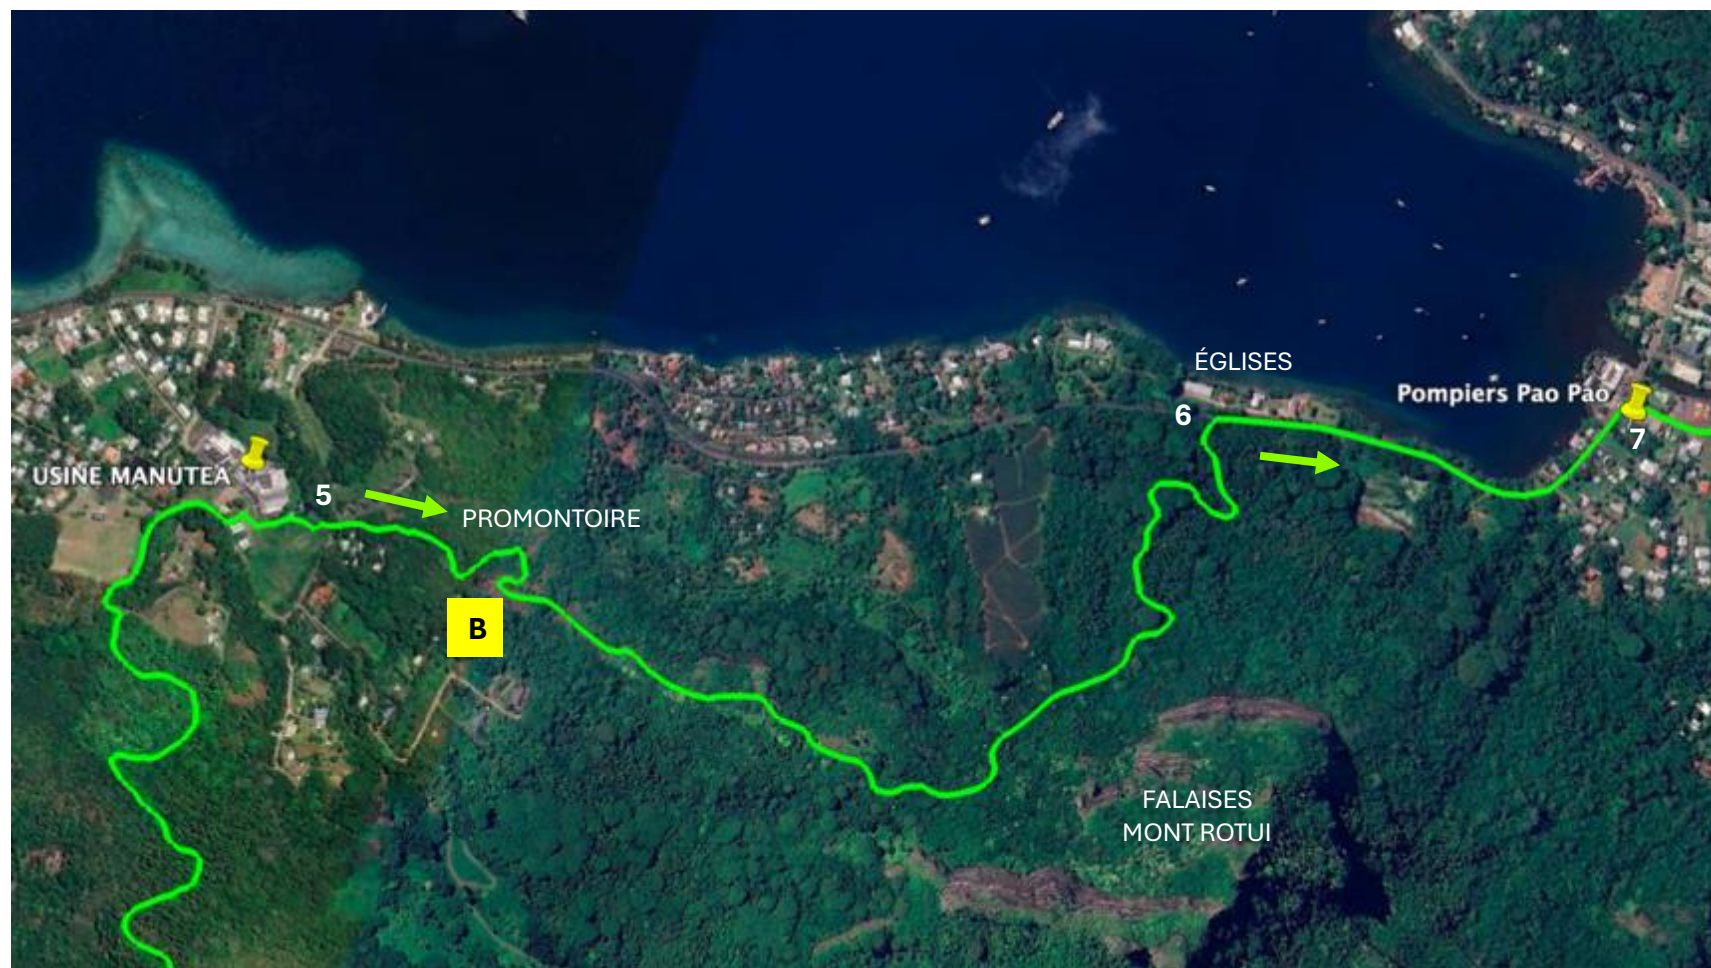 ÉGLISES
Pompiers Pao Pao
6
7
USINE MANUTEA
5
PROMONTOIRE
B
FALAISES
MONT ROTUI